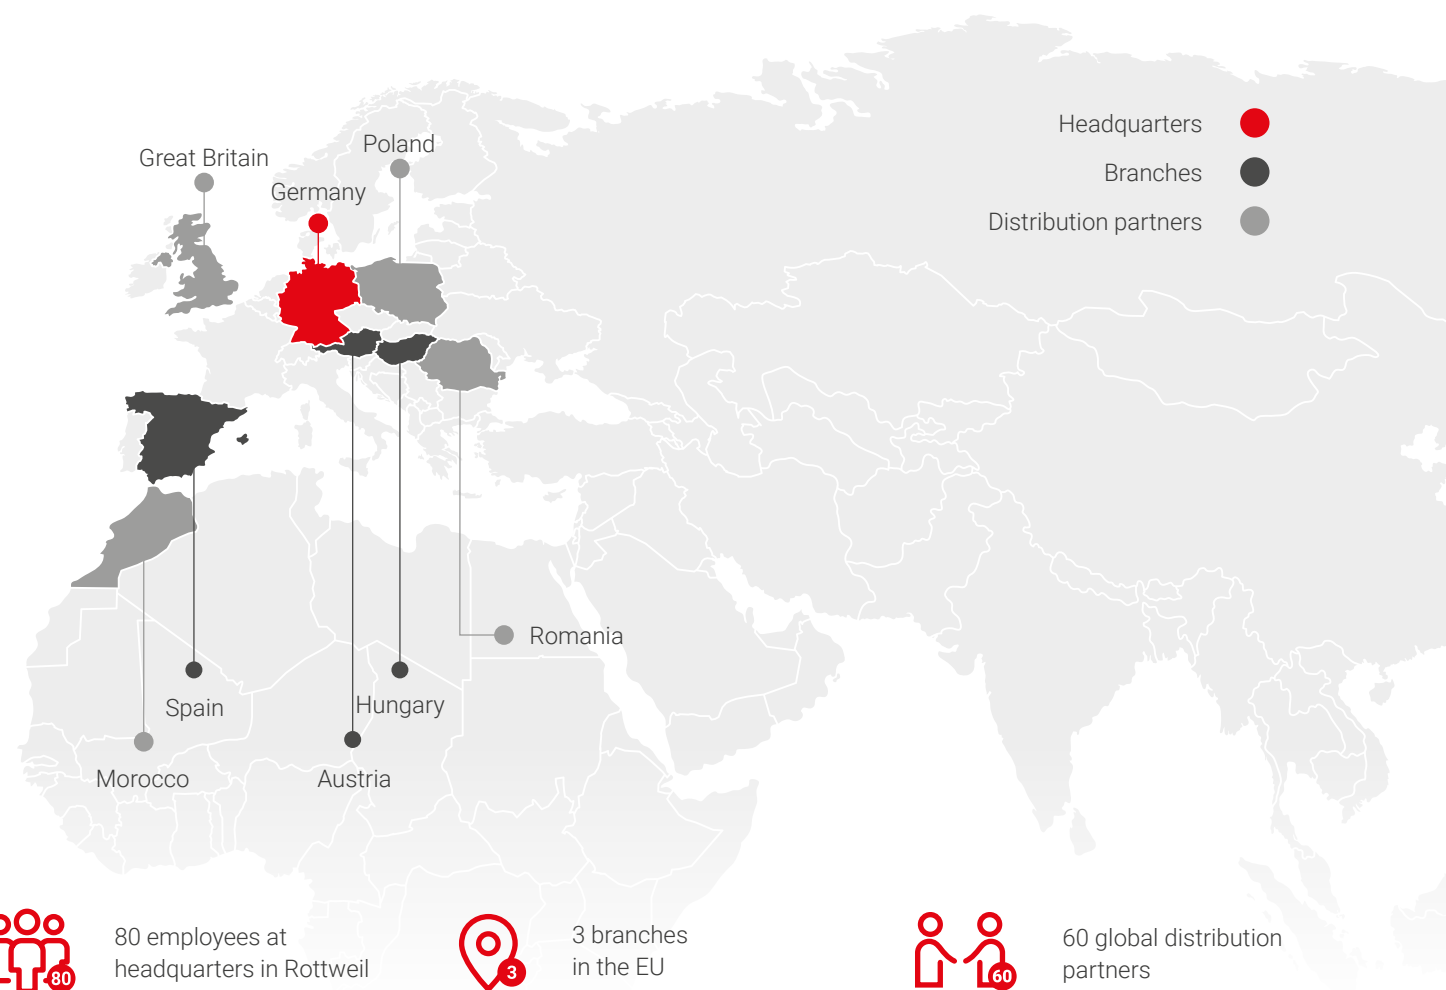 Great Britain
Poland
Germany
Headquarters
Branches
Distribution partners
Romania
Spain
Hungary
Morocco
Austria
80
80 employees at
headquarters in Rottweil
3
3 branches
in the EU
60
60 global distribution
partners